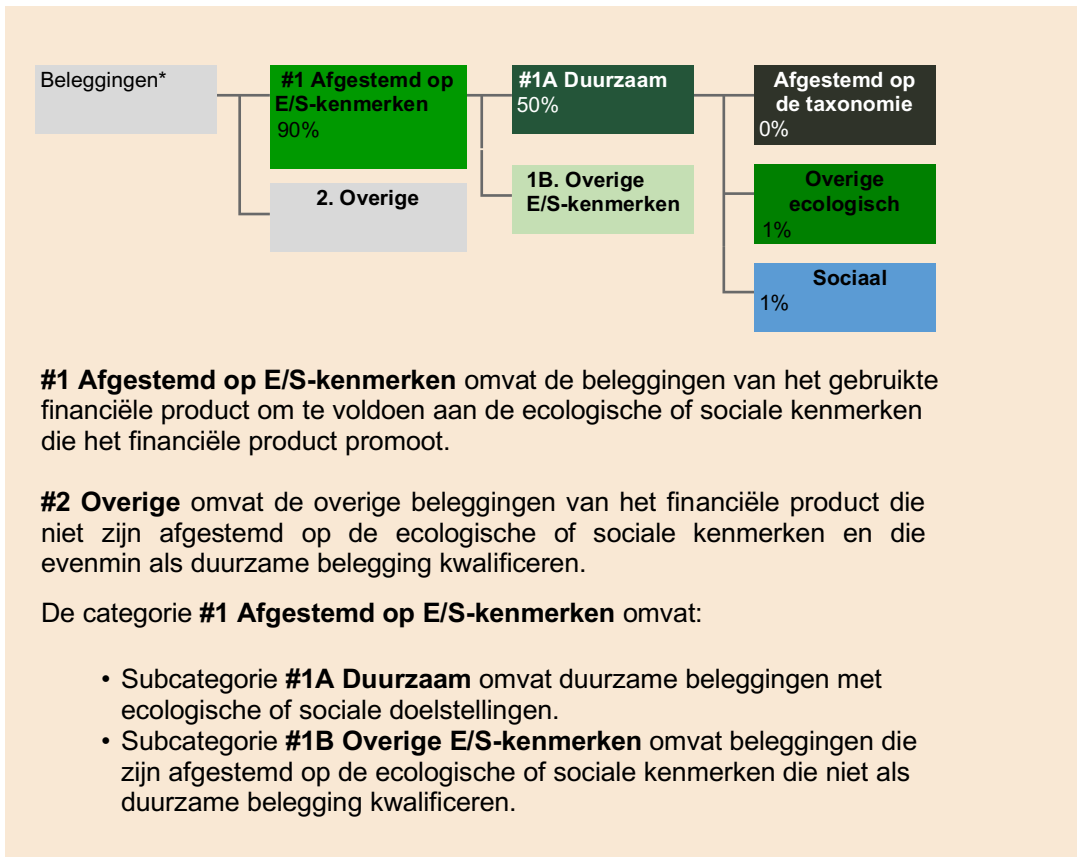 Beleggingen*
#1 Afgestemd op
E/S-kenmerken
90%
2. Overige
#1A Duurzaam
50%
1B. Overige
E/S-kenmerken
Afgestemd op
de taxonomie
0%
Overige
ecologisch
1%
Sociaal
1%
#1 Afgestemd op E/S-kenmerken omvat de beleggingen van het gebruikte
financiële product om te voldoen aan de ecologische of sociale kenmerken
die het financiële product promoot.
#2 Overige omvat de overige beleggingen van het financiële product die
niet zijn afgestemd op de ecologische of sociale kenmerken en die
evenmin als duurzame belegging kwalificeren.
De categorie #1 Afgestemd op E/S-kenmerken omvat:
• Subcategorie #1A Duurzaam omvat duurzame beleggingen met
ecologische of sociale doelstellingen.
• Subcategorie #1B Overige E/S-kenmerken omvat beleggingen die
zijn afgestemd op de ecologische of sociale kenmerken die niet als
duurzame belegging kwalificeren.